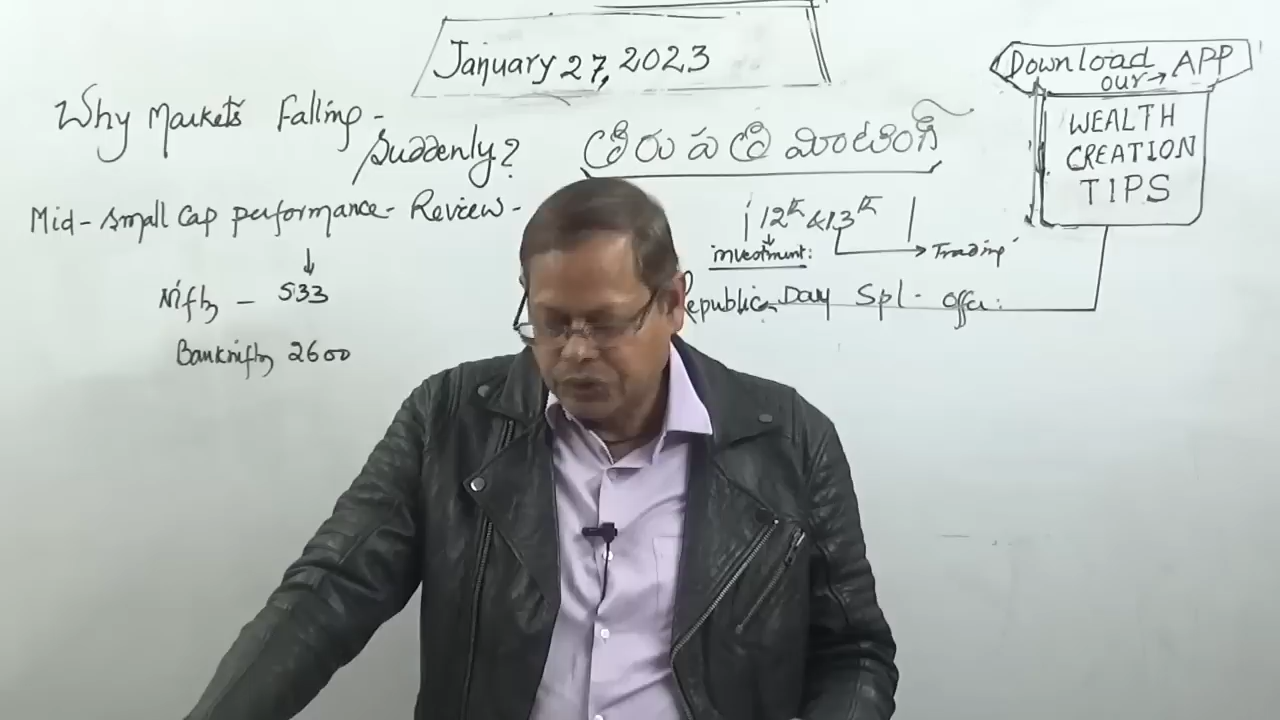 January 27, 2023
Download
our → APP
WEALTH
CREATION
TIPS
Why Markets Falling -
Suddenly?
తిరుపతి మీటింగ్
Mid-Small Cap performance - Review -
12th & 13th
investment:
Trading
Nifty - 533
Republic Day Spl. offer:
Banknifty 2600